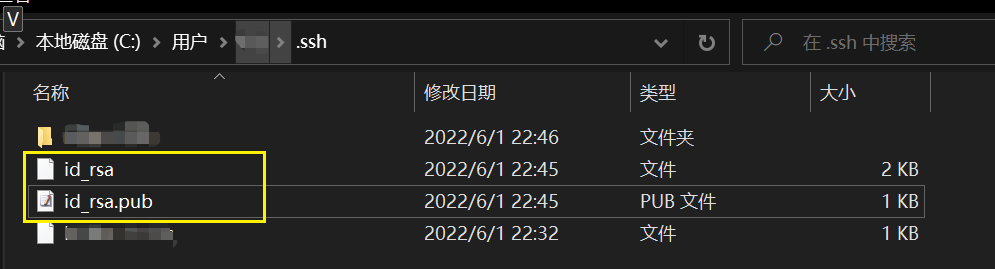 V
本地磁盘 (C:) 用户 .ssh 在 .ssh 中搜索
名称 修改日期 类型 大小
2022/6/1 22:46 文件夹
id_rsa 2022/6/1 22:45 文件 2 KB
id_rsa.pub 2022/6/1 22:45 PUB 文件 1 KB
2022/6/1 22:32 文件 1 KB